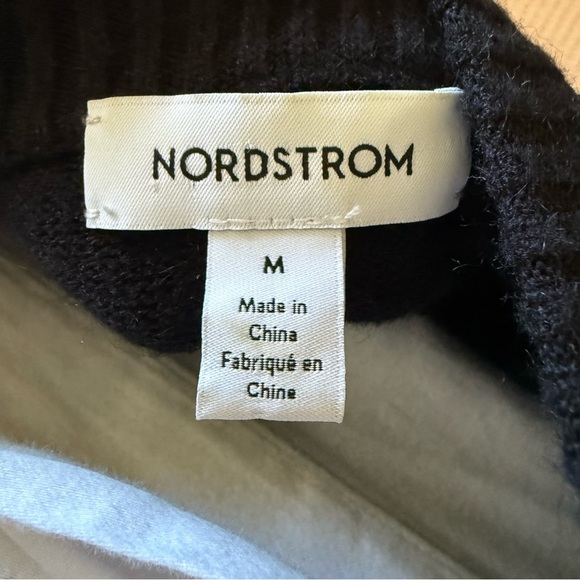 NORDSTROM
M
Made in
China
Fabriqué en
Chine